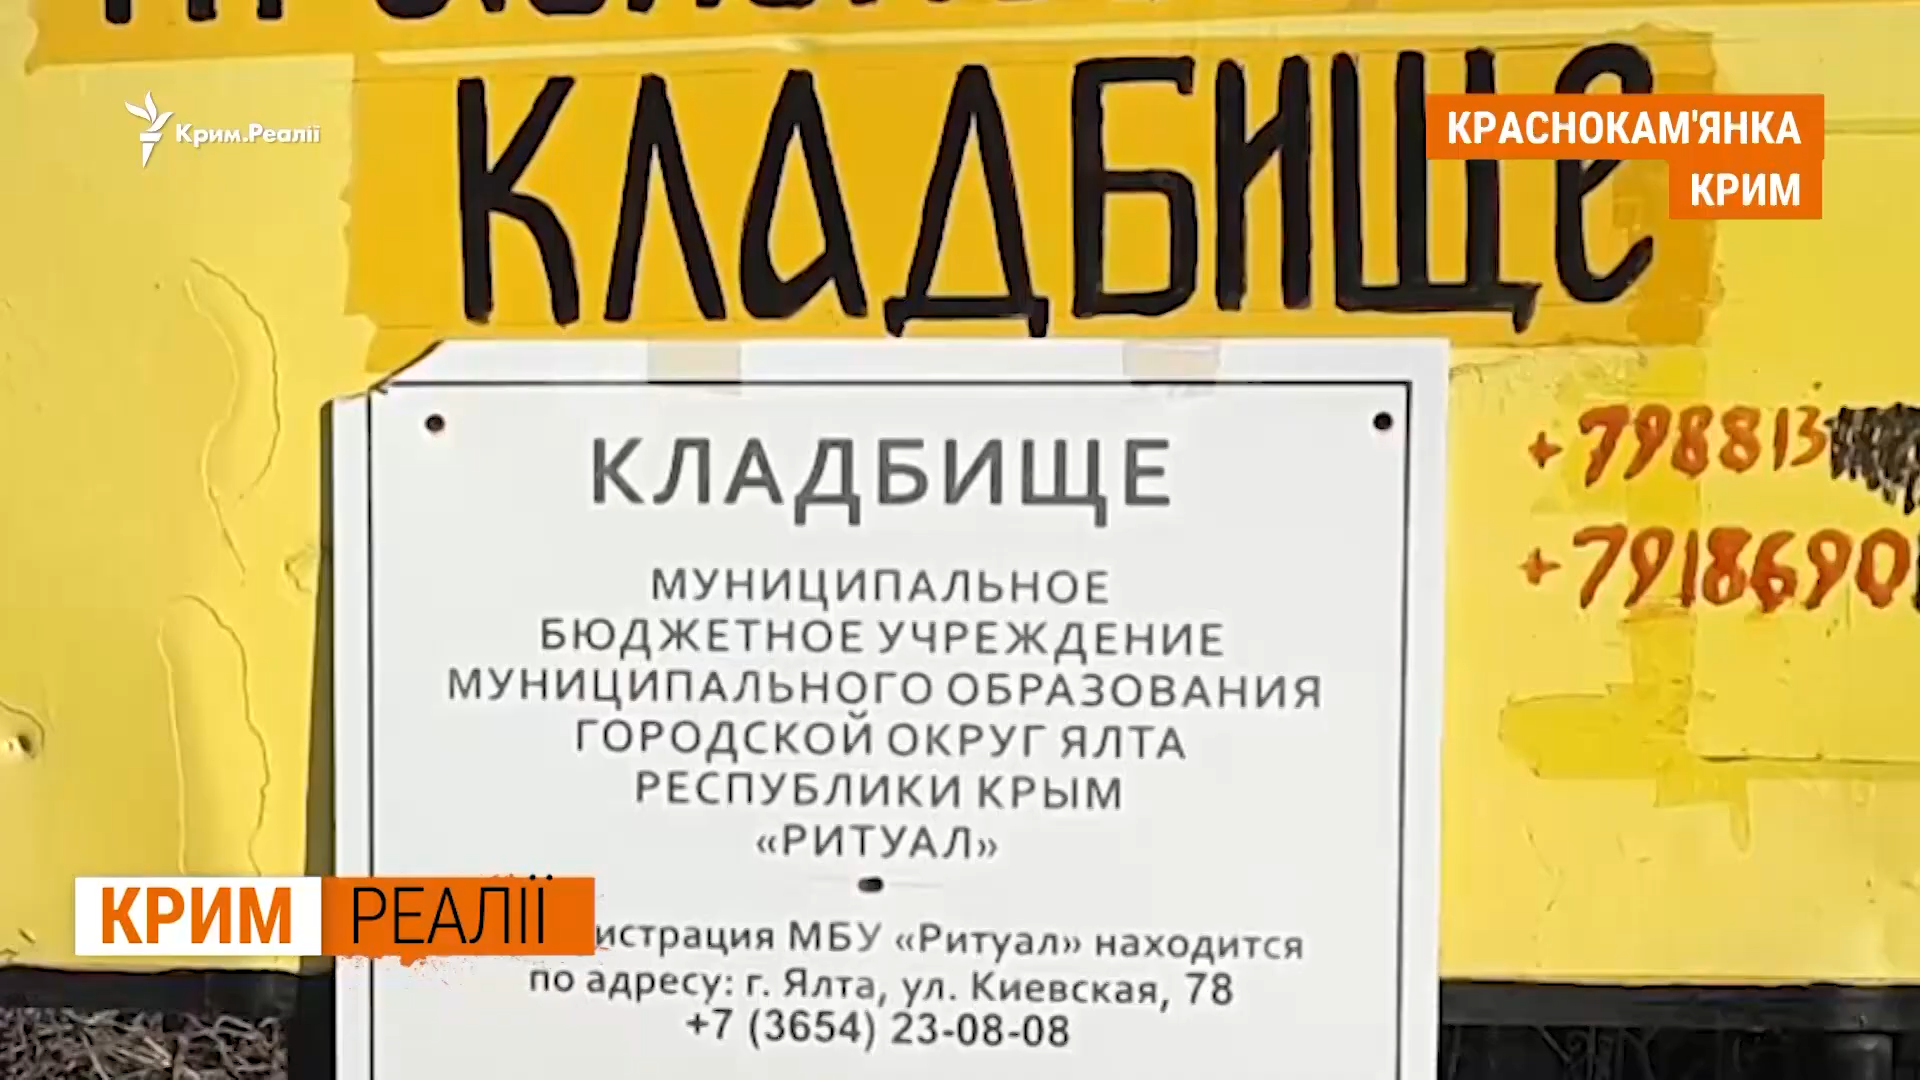 КЛАДБИЩЕ
Крим.Реалії
КРАСНОКАМ'ЯНКА
КРИМ
КЛАДБИЩЕ
МУНИЦИПАЛЬНОЕ
БЮДЖЕТНОЕ УЧРЕЖДЕНИЕ
МУНИЦИПАЛЬНОГО ОБРАЗОВАНИЯ
ГОРОДСКОЙ ОКРУГ ЯЛТА
РЕСПУБЛИКИ КРЫМ
«РИТУАЛ»
МБУ «Ритуал» находится
по адресу: г. Ялта, ул. Киевская, 78
+7 (3654) 23-08-08
+798813
+7918690
КРИМ РЕАЛІЇ